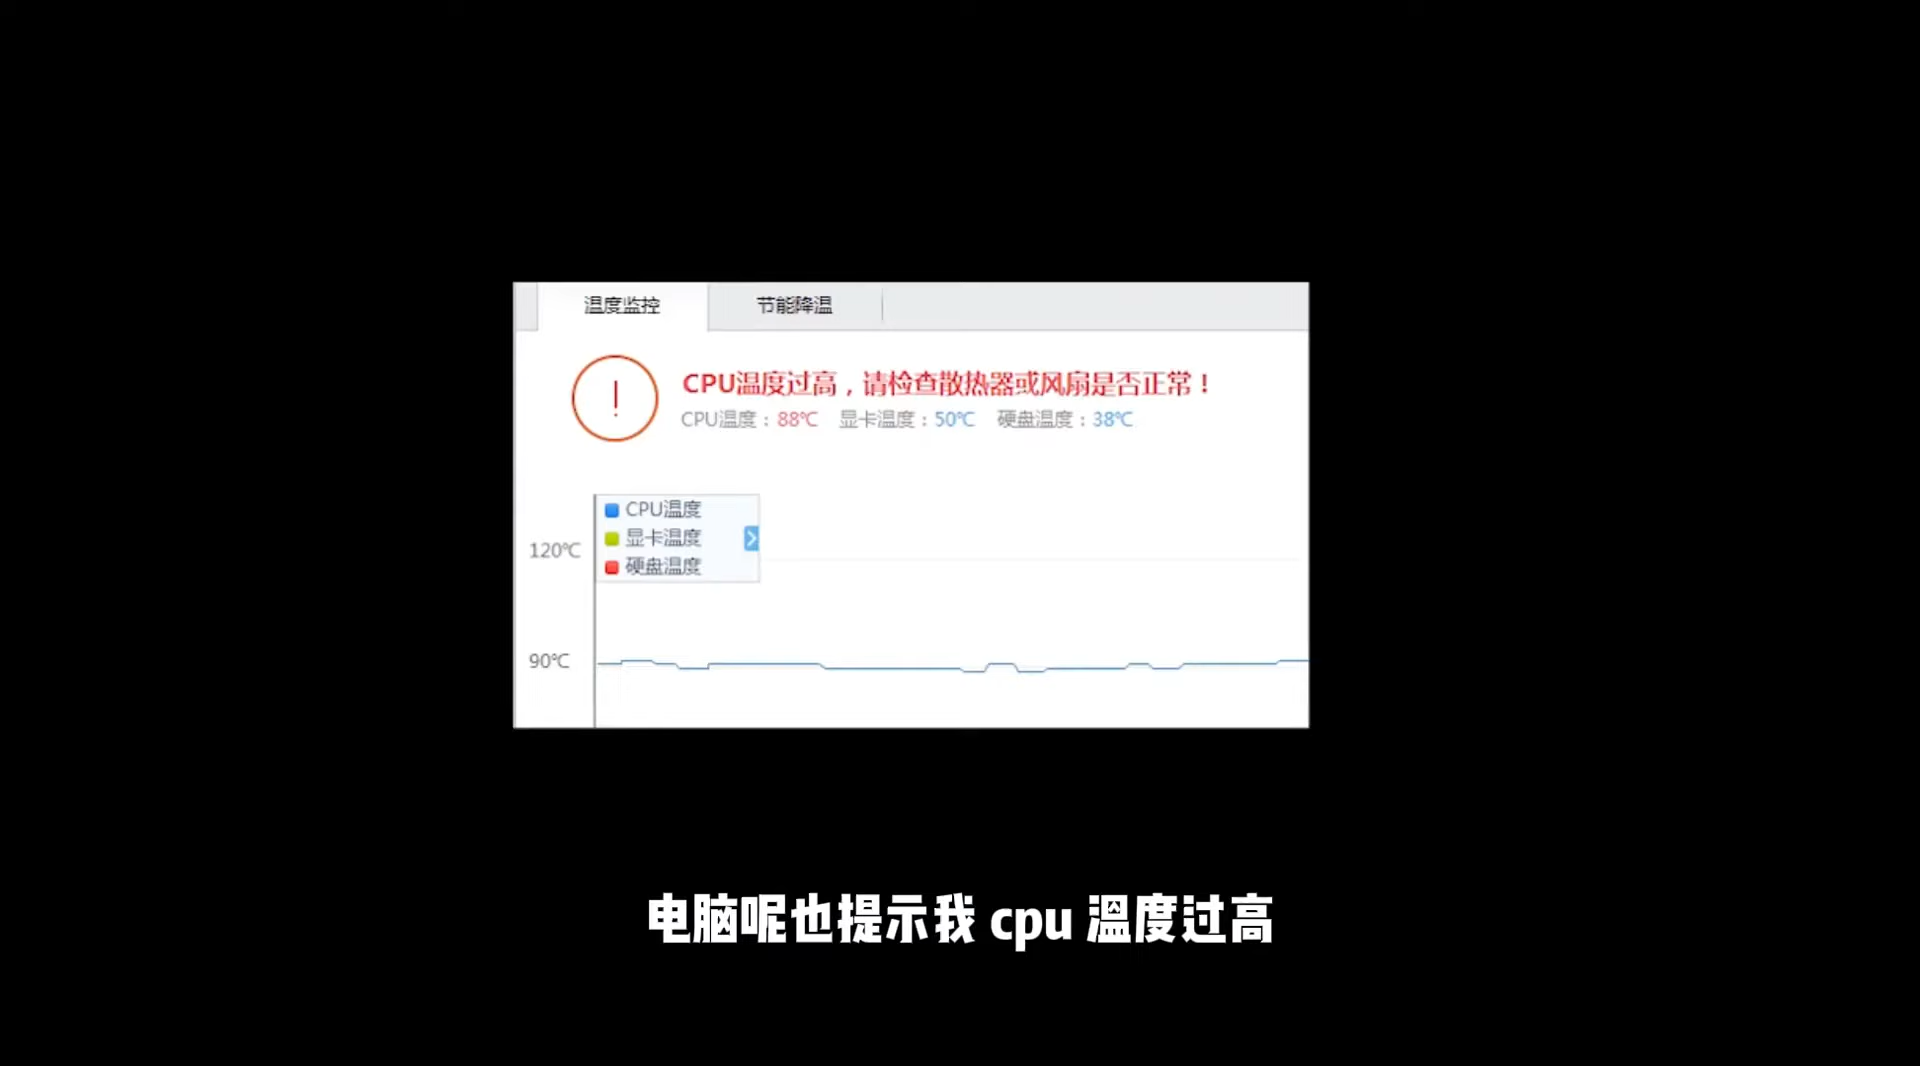 温度监控 节能降温
CPU温度过高，请检查散热器或风扇是否正常！
CPU温度：88℃ 显卡温度：50℃ 硬盘温度：38℃
CPU温度
显卡温度
硬盘温度
120℃
90℃
电脑呢也提示我 cpu 温度过高